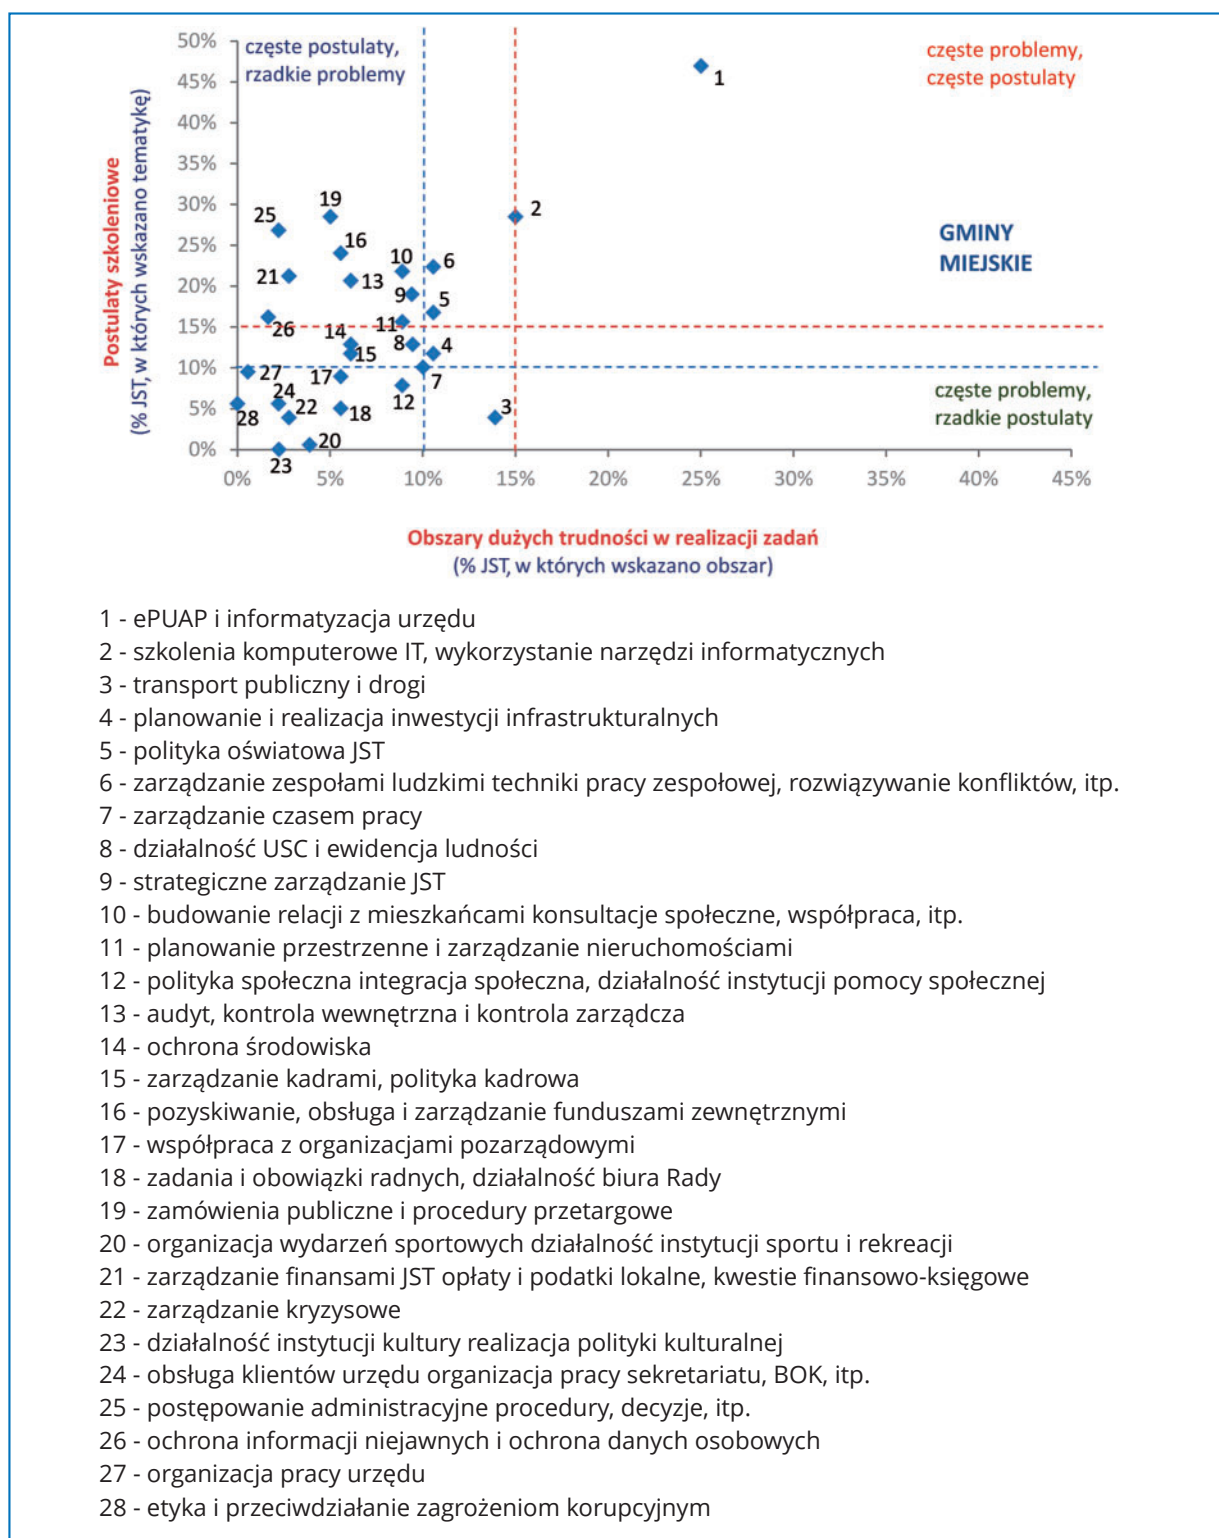 50%
45%
40%
35%
30%
25%
20%
15%
10%
5%
0%
Postulaty szkoleniowe
(% JST, w których wskazano tematykę)
częste postulaty,
rzadkie problemy
częste problemy,
częste postulaty
GMINY
MIEJSKIE
częste problemy,
rzadkie postulaty
1
2
19
25
16
10
6
21
13
9
5
26
14
11
8
4
15
27
17
7
24
12
28
22
18
3
20
23
0% 5% 10% 15% 20% 25% 30% 35% 40% 45%
Obszary dużych trudności w realizacji zadań
(% JST, w których wskazano obszar)
1 - ePUAP i informatyzacja urzędu
2 - szkolenia komputerowe IT, wykorzystanie narzędzi informatycznych
3 - transport publiczny i drogi
4 - planowanie i realizacja inwestycji infrastrukturalnych
5 - polityka oświatowa JST
6 - zarządzanie zespołami ludzkimi techniki pracy zespołowej, rozwiązywanie konfliktów, itp.
7 - zarządzanie czasem pracy
8 - działalność USC i ewidencja ludności
9 - strategiczne zarządzanie JST
10 - budowanie relacji z mieszkańcami konsultacje społeczne, współpraca, itp.
11 - planowanie przestrzenne i zarządzanie nieruchomościami
12 - polityka społeczna integracja społeczna, działalność instytucji pomocy społecznej
13 - audyt, kontrola wewnętrzna i kontrola zarządcza
14 - ochrona środowiska
15 - zarządzanie kadrami, polityka kadrowa
16 - pozyskiwanie, obsługa i zarządzanie funduszami zewnętrznymi
17 - współpraca z organizacjami pozarządowymi
18 - zadania i obowiązki radnych, działalność biura Rady
19 - zamówienia publiczne i procedury przetargowe
20 - organizacja wydarzeń sportowych działalność instytucji sportu i rekreacji
21 - zarządzanie finansami JST opłaty i podatki lokalne, kwestie finansowo-księgowe
22 - zarządzanie kryzysowe
23 - działalność instytucji kultury realizacja polityki kulturalnej
24 - obsługa klientów urzędu organizacja pracy sekretariatu, BOK, itp.
25 - postępowanie administracyjne procedury, decyzje, itp.
26 - ochrona informacji niejawnych i ochrona danych osobowych
27 - organizacja pracy urzędu
28 - etyka i przeciwdziałanie zagrożeniom korupcyjnym